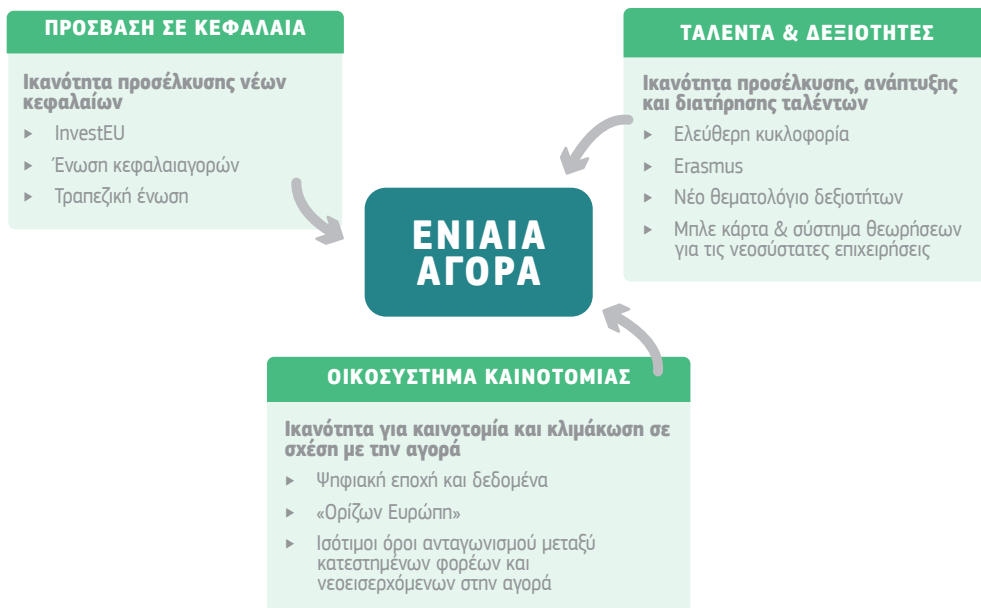 ΠΡΟΣΒΑΣΗ ΣΕ ΚΕΦΑΛΑΙΑ
Ικανότητα προσέλκυσης νέων
κεφαλαίων
▸ InvestEU
▸ Ένωση κεφαλαιαγορών
▸ Τραπεζική ένωση
ΤΑΛΕΝΤΑ & ΔΕΞΙΟΤΗΤΕΣ
Ικανότητα προσέλκυσης, ανάπτυξης
και διατήρησης ταλέντων
▸ Ελεύθερη κυκλοφορία
▸ Erasmus
▸ Νέο θεματολόγιο δεξιοτήτων
▸ Μπλε κάρτα & σύστημα θεωρήσεων
για τις νεοσύστατες επιχειρήσεις
ΕΝΙΑΙΑ
ΑΓΟΡΑ
ΟΙΚΟΣΥΣΤΗΜΑ ΚΑΙΝΟΤΟΜΙΑΣ
Ικανότητα για καινοτομία και κλιμάκωση σε
σχέση με την αγορά
▸ Ψηφιακή εποχή και δεδομένα
▸ «Ορίζων Ευρώπη»
▸ Ισότιμοι όροι ανταγωνισμού μεταξύ
κατεστημένων φορέων και
νεοεισερχόμενων στην αγορά